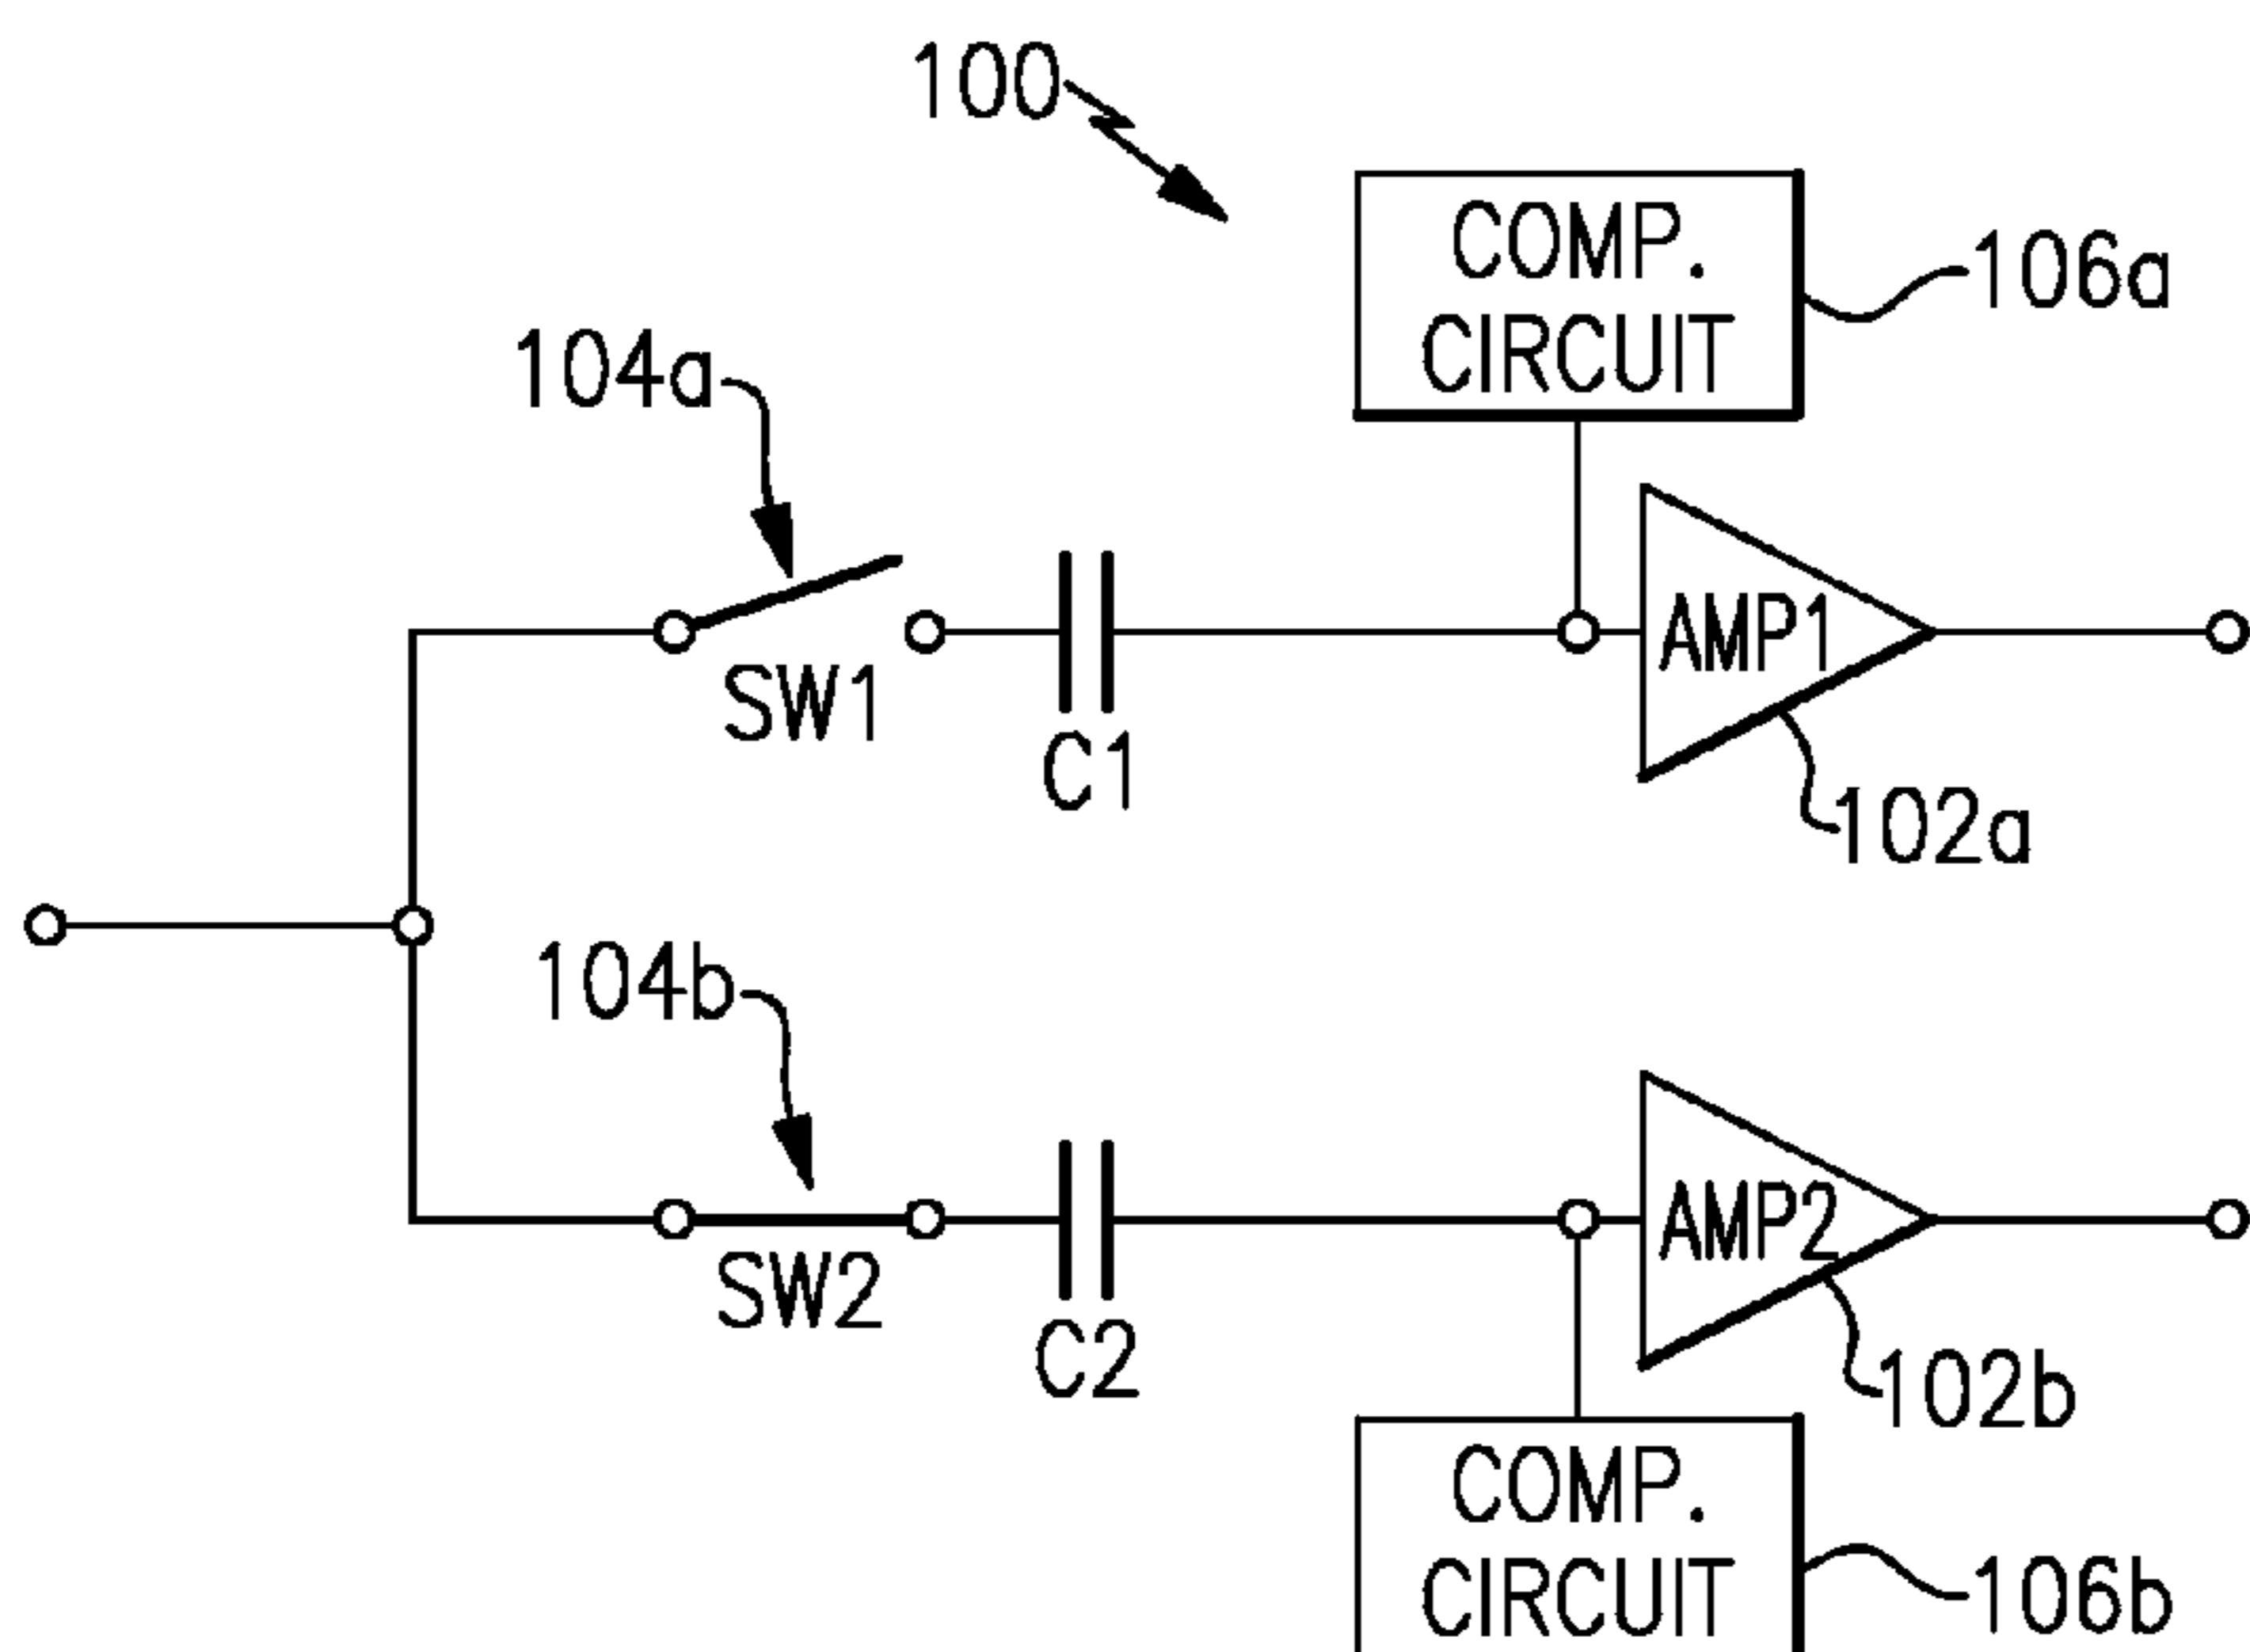 100
COMP.
CIRCUIT
106a
104a
AMP1
SW1
C1
102a
104b
AMP2
SW2
C2
102b
COMP.
CIRCUIT
106b